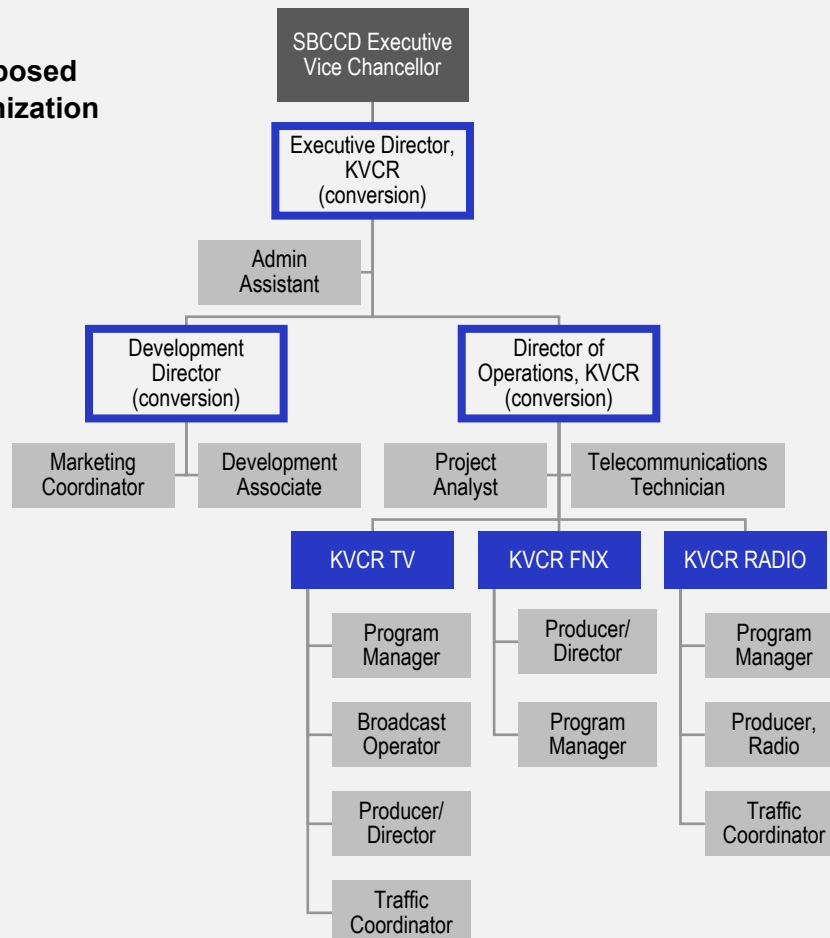 posed
nization
SBCCD Executive
Vice Chancellor
Executive Director,
KVCR
(conversion)
Admin
Assistant
Development
Director
(conversion)
Director of
Operations, KVCR
(conversion)
Marketing
Coordinator
Development
Associate
Project
Analyst
Telecommunications
Technician
KVCR TV
KVCR FNX
KVCR RADIO
Program
Manager
Broadcast
Operator
Producer/
Director
Traffic
Coordinator
Producer/
Director
Program
Manager
Program
Manager
Producer,
Radio
Traffic
Coordinator